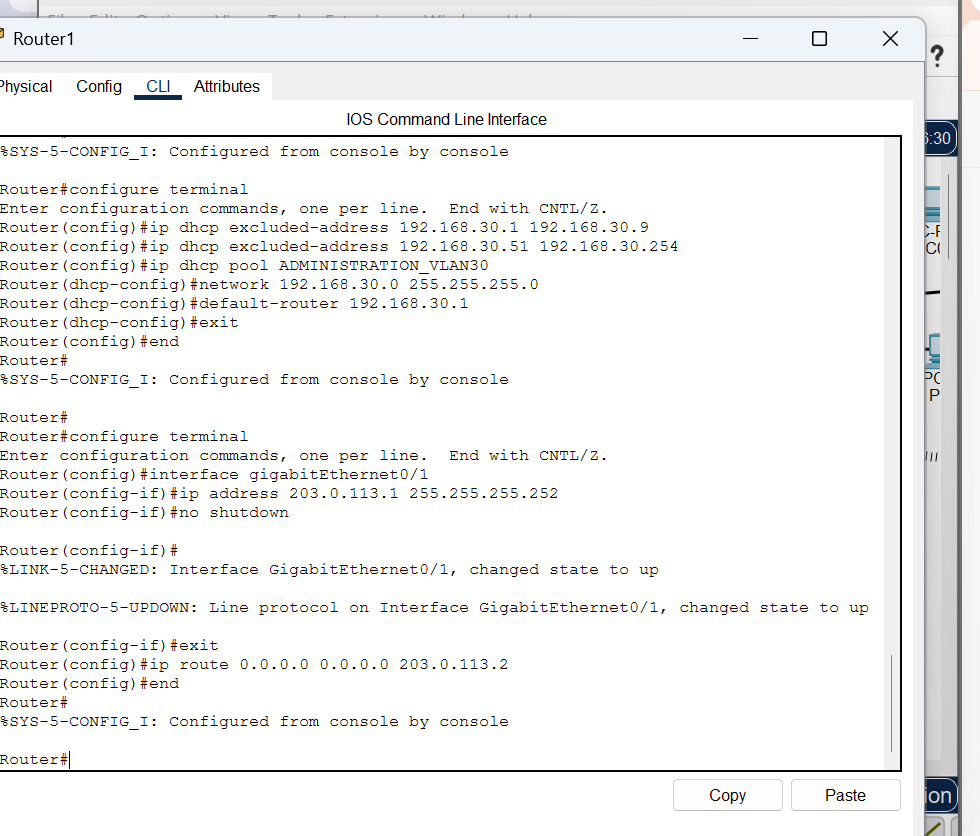 Router1
Physical Config CLI Attributes
?
IOS Command Line Interface
%SYS-5-CONFIG_I: Configured from console by console
Router#configure terminal
Enter configuration commands, one per line.  End with CNTL/Z.
Router(config)#ip dhcp excluded-address 192.168.30.1 192.168.30.9
Router(config)#ip dhcp excluded-address 192.168.30.51 192.168.30.254
Router(config)#ip dhcp pool ADMINISTRATION_VLAN30
Router(dhcp-config)#network 192.168.30.0 255.255.255.0
Router(dhcp-config)#default-router 192.168.30.1
Router(dhcp-config)#exit
Router(config)#end
Router#
%SYS-5-CONFIG_I: Configured from console by console
Router#
Router#configure terminal
Enter configuration commands, one per line.  End with CNTL/Z.
Router(config)#interface gigabitEthernet0/1
Router(config-if)#ip address 203.0.113.1 255.255.255.252
Router(config-if)#no shutdown
Router(config-if)#
%LINK-5-CHANGED: Interface GigabitEthernet0/1, changed state to up
%LINEPROTO-5-UPDOWN: Line protocol on Interface GigabitEthernet0/1, changed state to up
Router(config-if)#exit
Router(config)#ip route 0.0.0.0 0.0.0.0 203.0.113.2
Router(config)#end
Router#
%SYS-5-CONFIG_I: Configured from console by console
Router#
Copy Paste